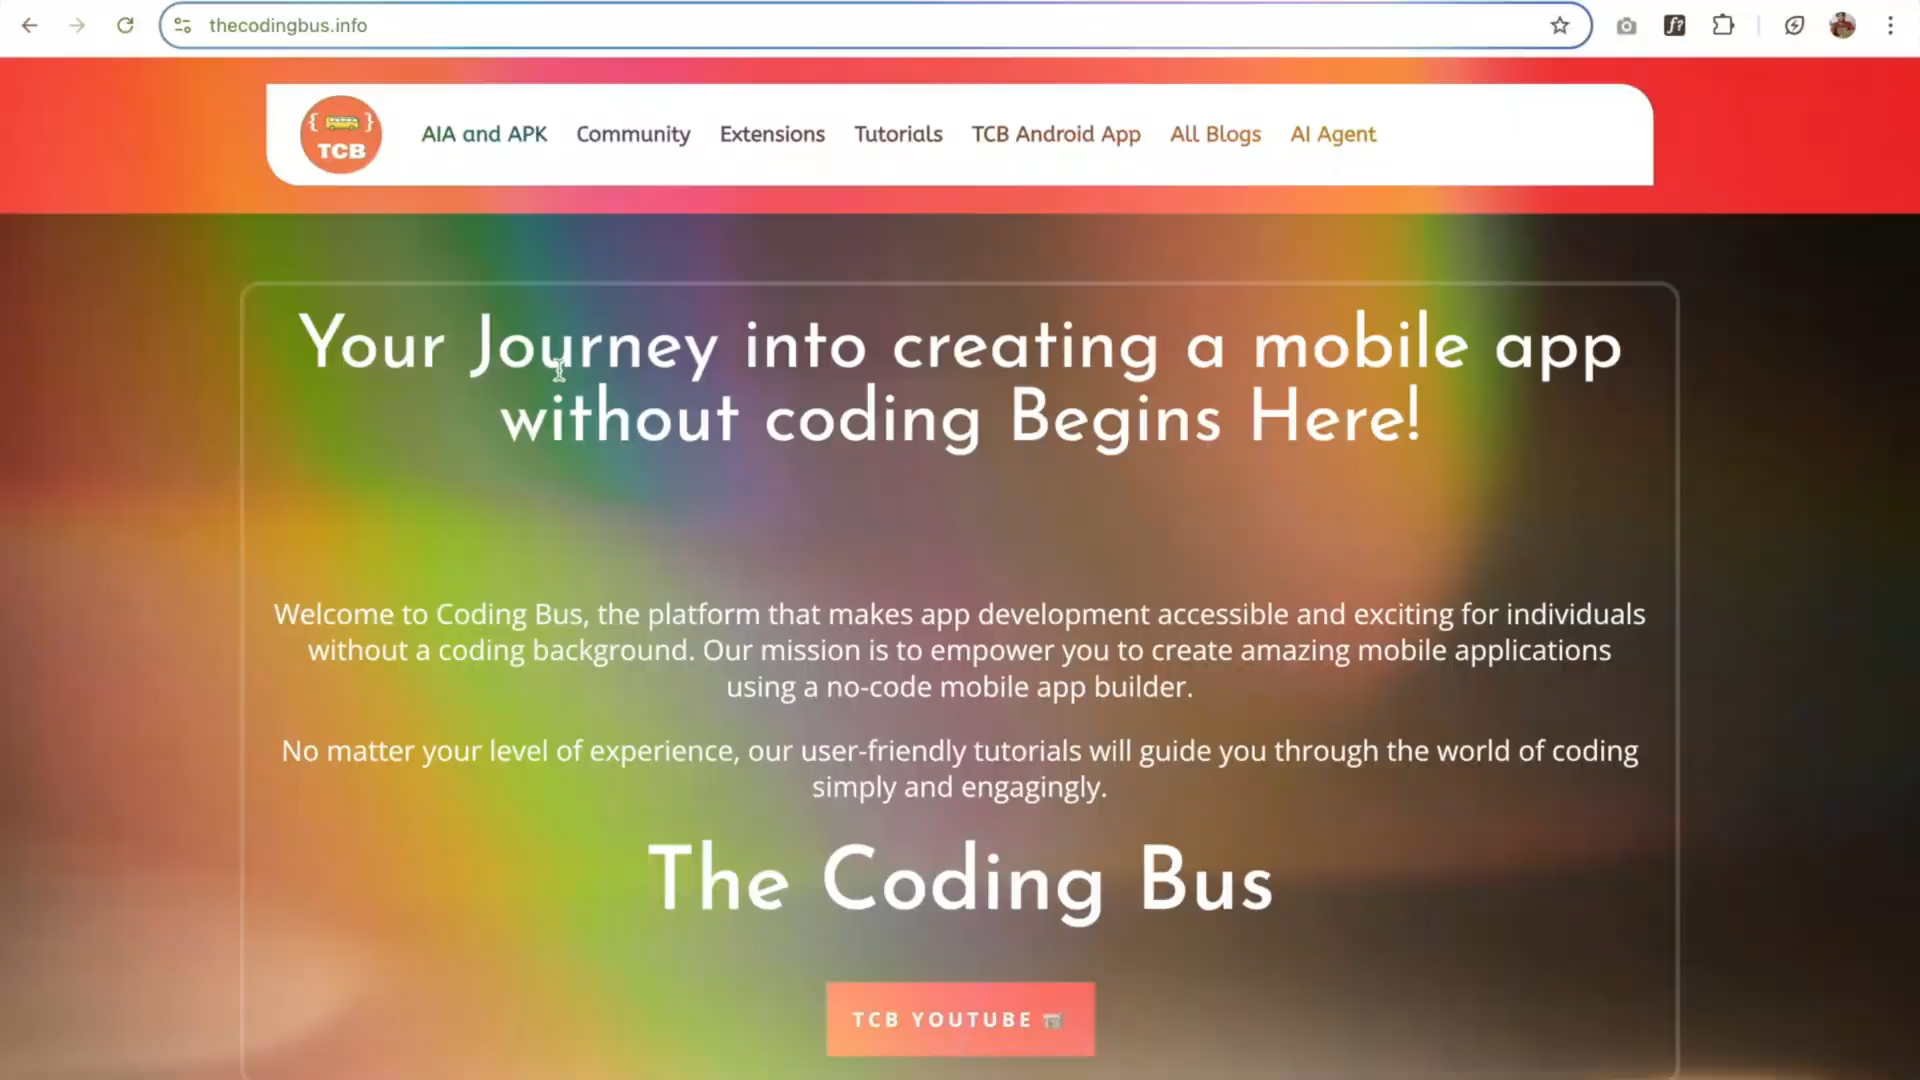 thecodingbus.info
{ }
TCB
AIA and APK Community Extensions Tutorials TCB Android App All Blogs AI Agent
Your Journey into creating a mobile app
without coding Begins Here!
Welcome to Coding Bus, the platform that makes app development accessible and exciting for individuals
without a coding background. Our mission is to empower you to create amazing mobile applications
using a no-code mobile app builder.
No matter your level of experience, our user-friendly tutorials will guide you through the world of coding
simply and engagingly.
The Coding Bus
TCB YOUTUBE